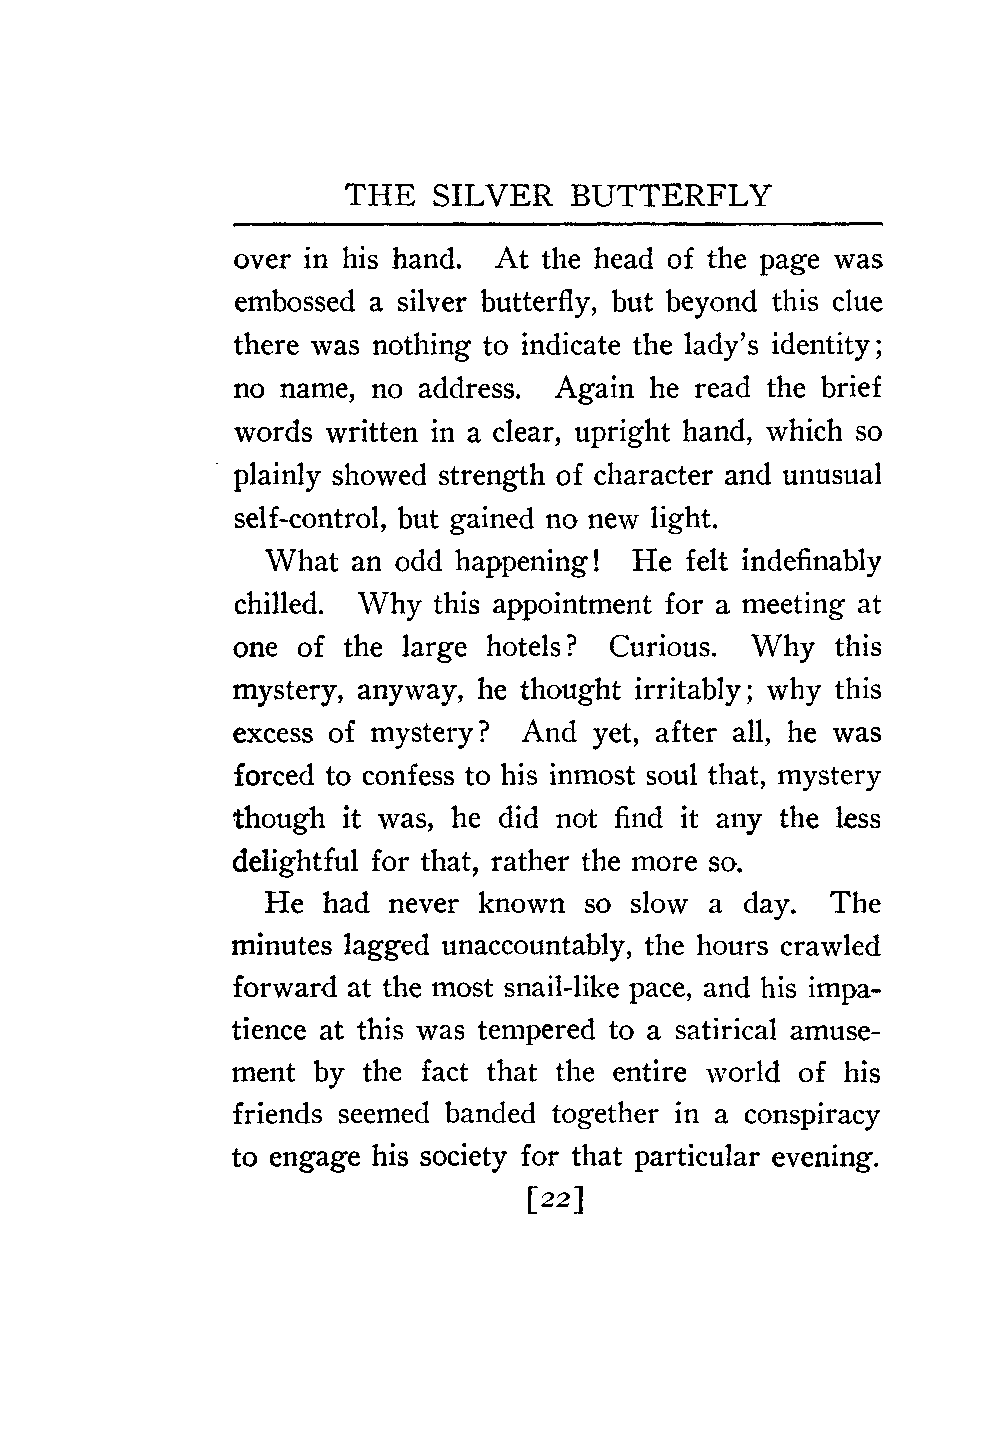 THE SILVER BUTTERFLY
over in his hand. At the head of the page was
embossed a silver butterfly, but beyond this clue
there was nothing to indicate the lady's identity;
no name, no address. Again he read the brief
words written in a clear, upright hand, which so
plainly showed strength of character and unusual
self-control, but gained no new light.
What an odd happening! He felt indefinably
chilled. Why this appointment for a meeting at
one of the large hotels? Curious. Why this
mystery, anyway, he thought irritably; why this
excess of mystery? And yet, after all, he was
forced to confess to his inmost soul that, mystery
though it was, he did not find it any the less
delightful for that, rather the more so.
He had never known so slow a day. The
minutes lagged unaccountably, the hours crawled
forward at the most snail-like pace, and his impa-
tience at this was tempered to a satirical amuse-
ment by the fact that the entire world of his
friends seemed banded together in a conspiracy
to engage his society for that particular evening.
[22]